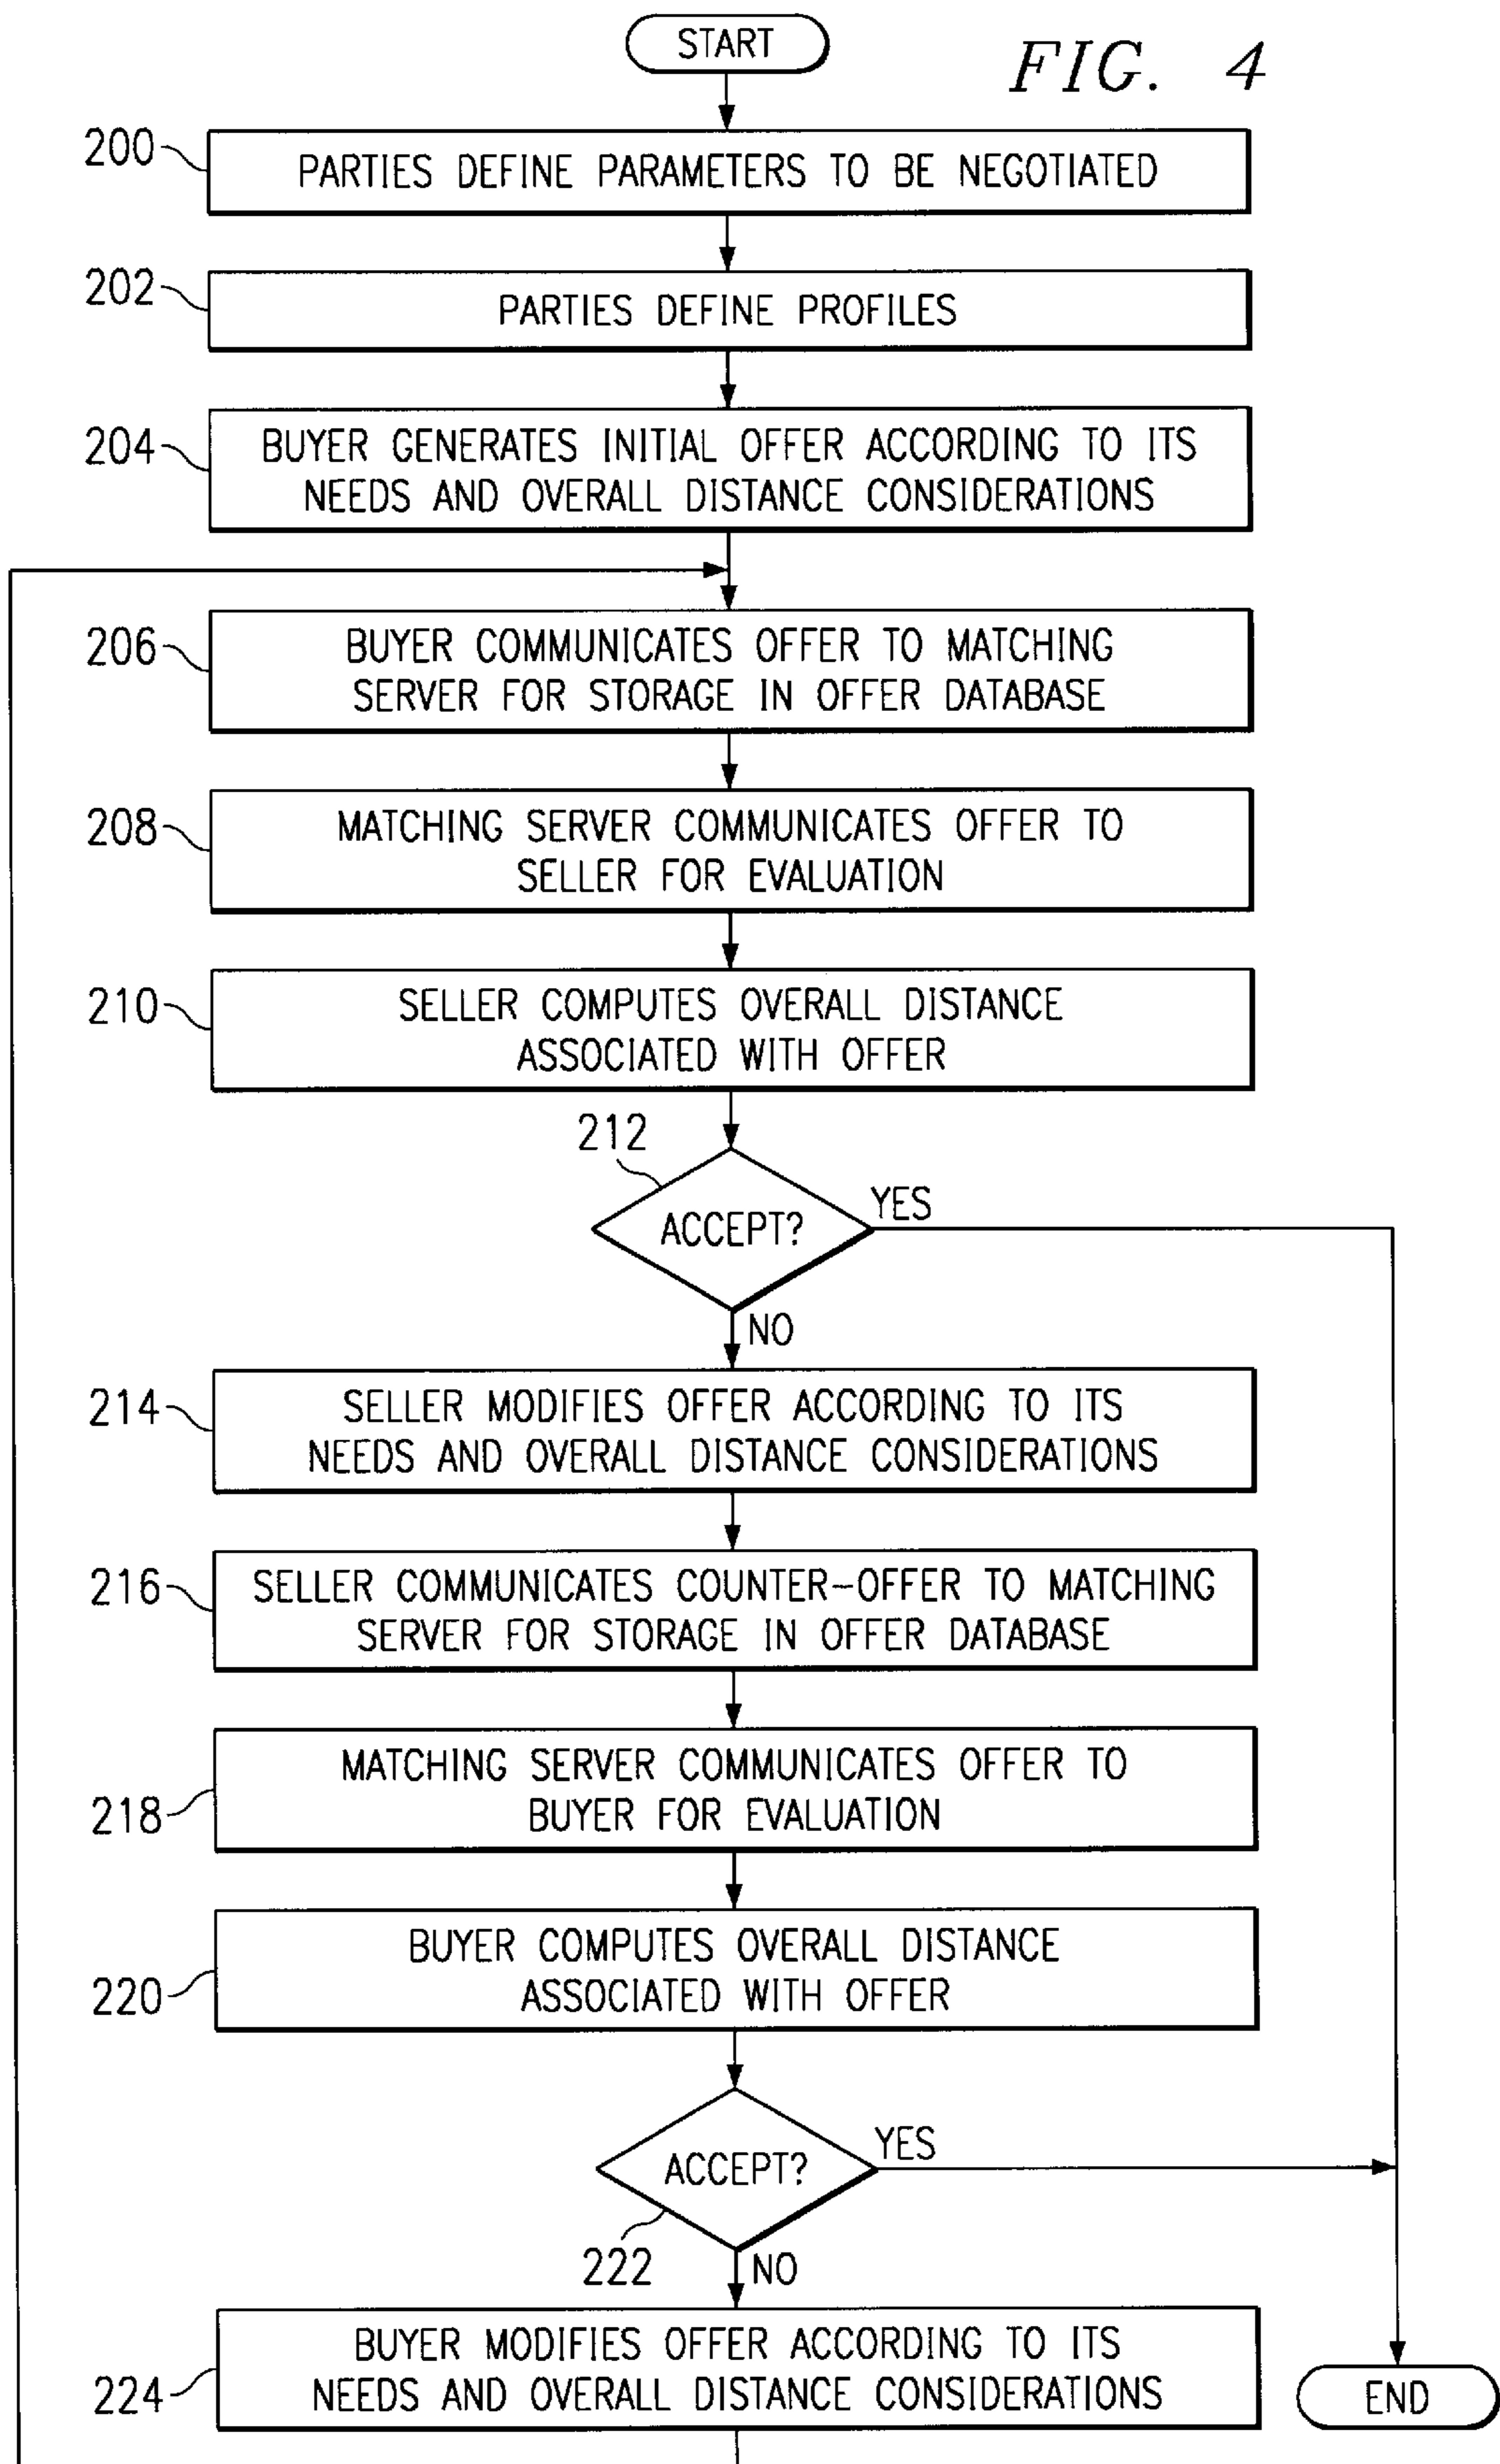 START
FIG. 4
200
PARTIES DEFINE PARAMETERS TO BE NEGOTIATED
202
PARTIES DEFINE PROFILES
204
BUYER GENERATES INITIAL OFFER ACCORDING TO ITS
NEEDS AND OVERALL DISTANCE CONSIDERATIONS
206
BUYER COMMUNICATES OFFER TO MATCHING
SERVER FOR STORAGE IN OFFER DATABASE
208
MATCHING SERVER COMMUNICATES OFFER TO
SELLER FOR EVALUATION
210
SELLER COMPUTES OVERALL DISTANCE
ASSOCIATED WITH OFFER
212
ACCEPT?
YES
NO
214
SELLER MODIFIES OFFER ACCORDING TO ITS
NEEDS AND OVERALL DISTANCE CONSIDERATIONS
216
SELLER COMMUNICATES COUNTER-OFFER TO MATCHING
SERVER FOR STORAGE IN OFFER DATABASE
218
MATCHING SERVER COMMUNICATES OFFER TO
BUYER FOR EVALUATION
220
BUYER COMPUTES OVERALL DISTANCE
ASSOCIATED WITH OFFER
ACCEPT?
YES
222
NO
224
BUYER MODIFIES OFFER ACCORDING TO ITS
NEEDS AND OVERALL DISTANCE CONSIDERATIONS
END